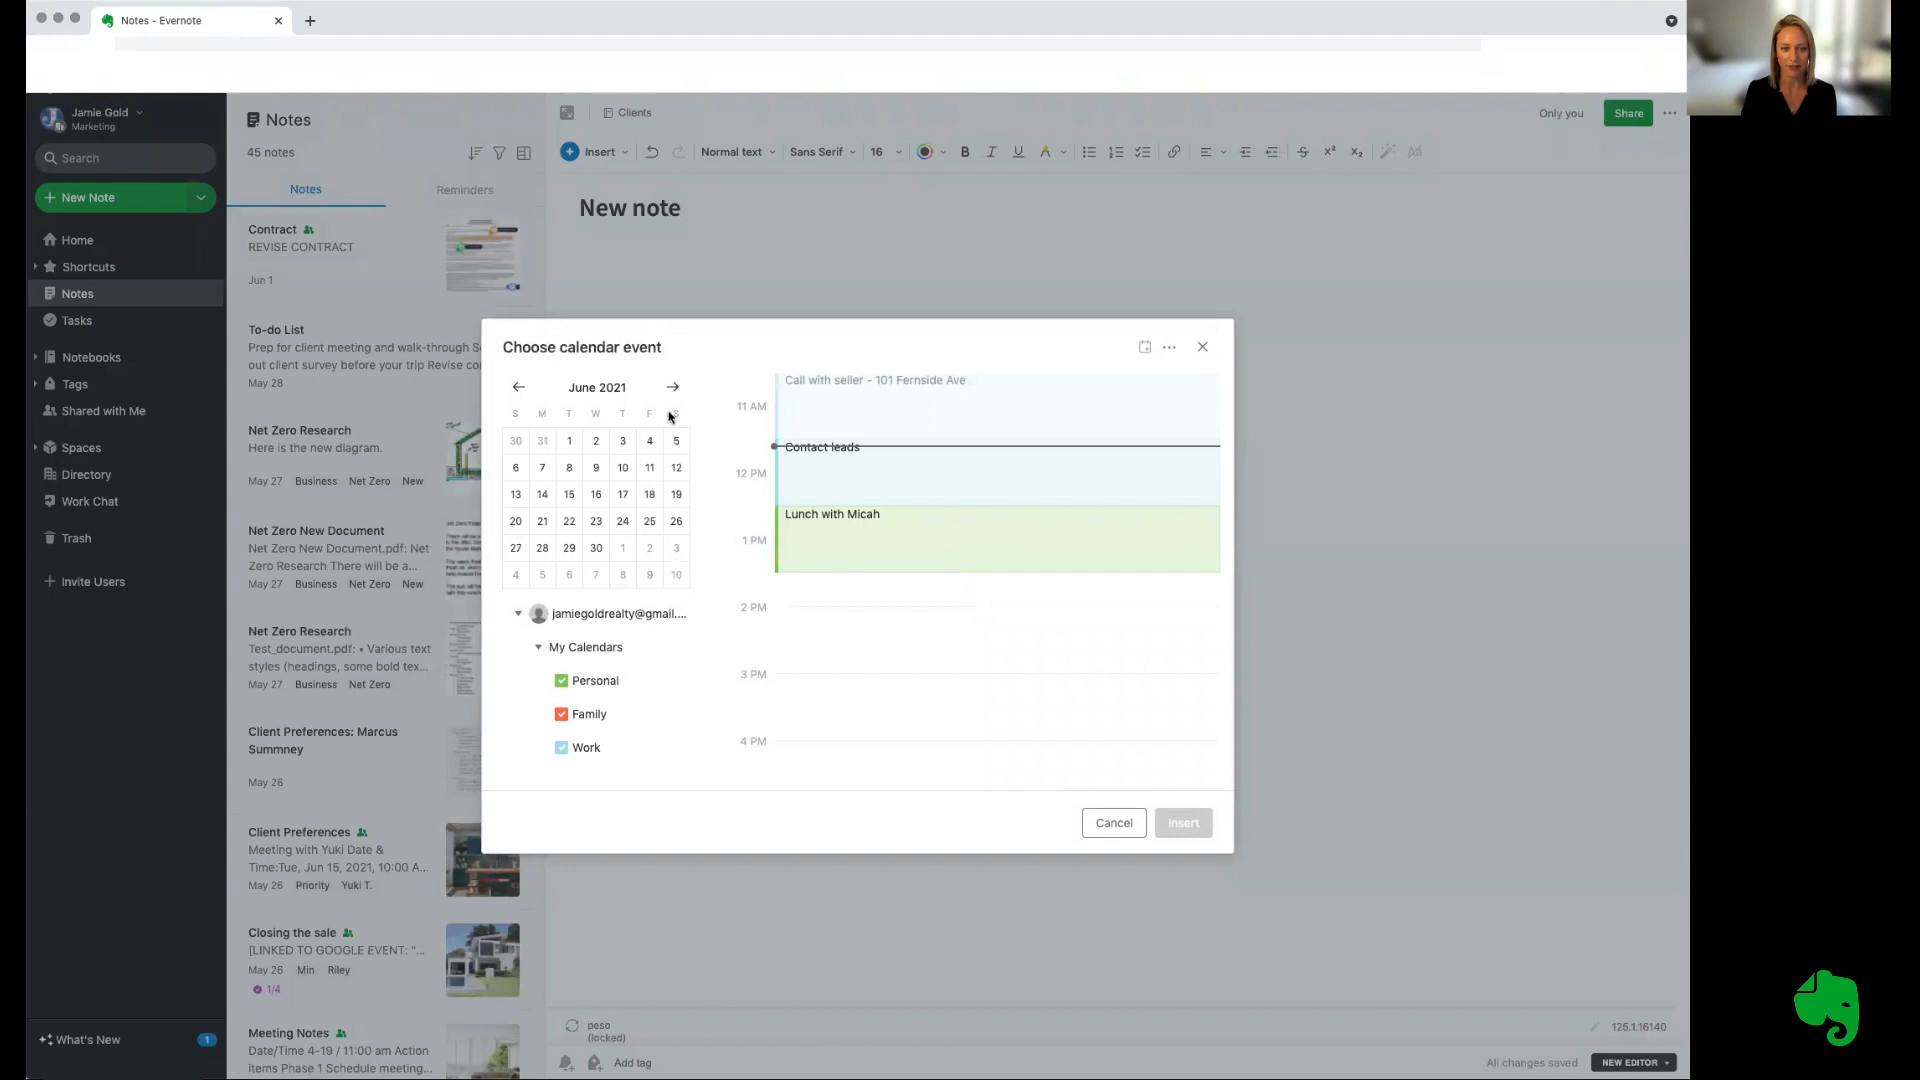 Notes - Evernote
Jamie Gold
Marketing
Search
New Note
Home
Shortcuts
Notes
Tasks
Notebooks
Tags
Shared with Me
Spaces
Directory
Work Chat
Trash
Invite Users
What's New
1
Notes
45 notes
Notes
Reminders
Contract
REVISE CONTRACT
Jun 1
To-do List
Prep for client meeting and walk-through S
out client survey before your trip Revise co
May 28
Net Zero Research
Here is the new diagram.
May 27 Business Net Zero New
Net Zero New Document
Net Zero New Document.pdf: Net
Zero Research There will be a...
May 27 Business Net Zero New
Net Zero Research
Test_document.pdf: • Various text
styles (headings, some bold tex...
May 27 Business Net Zero
Client Preferences: Marcus
Summney
May 26
Client Preferences
Meeting with Yuki Date &
Time:Tue, Jun 15, 2021, 10:00 A...
May 26 Priority Yuki T.
Closing the sale
[LINKED TO GOOGLE EVENT: "...
May 26 Min Riley
1/4
Meeting Notes
Date/Time 4-19 / 11:00 am Action
items Phase 1 Schedule meeting...
Clients
Only you
Share
Insert
Normal text
Sans Serif
16
New note
Choose calendar event
June 2021
S M T W T F S
30 31 1 2 3 4 5
6 7 8 9 10 11 12
13 14 15 16 17 18 19
20 21 22 23 24 25 26
27 28 29 30 1 2 3
4 5 6 7 8 9 10
jamiegoldrealty@gmail....
My Calendars
Personal
Family
Work
Call with seller - 101 Fernside Ave
11 AM
Contact leads
12 PM
Lunch with Micah
1 PM
2 PM
3 PM
4 PM
Cancel
Insert
peso
(locked)
125.1.16140
Add tag
All changes saved
NEW EDITOR